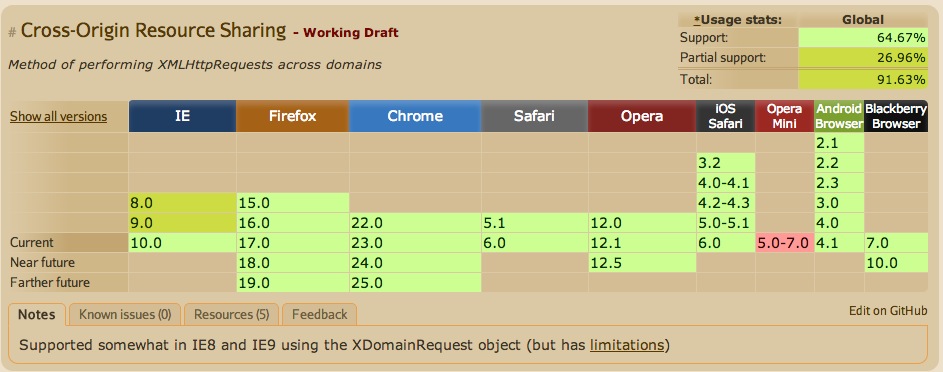 # Cross-Origin Resource Sharing - Working Draft
*Usage stats: Global
Support: 64.67%
Partial support: 26.96%
Total: 91.63%
Method of performing XMLHttpRequests across domains
Show all versions IE Firefox Chrome Safari Opera iOS Safari Opera Mini Android Browser Blackberry Browser
2.1
3.2 2.2
4.0-4.1 2.3
8.0 15.0 4.2-4.3 3.0
9.0 16.0 22.0 5.1 12.0 5.0-5.1 4.0
Current 10.0 17.0 23.0 6.0 12.1 6.0 5.0-7.0 4.1 7.0
Near future 18.0 24.0 12.5 10.0
Farther future 19.0 25.0
Notes Known issues (0) Resources (5) Feedback Edit on GitHub
Supported somewhat in IE8 and IE9 using the XDomainRequest object (but has limitations)